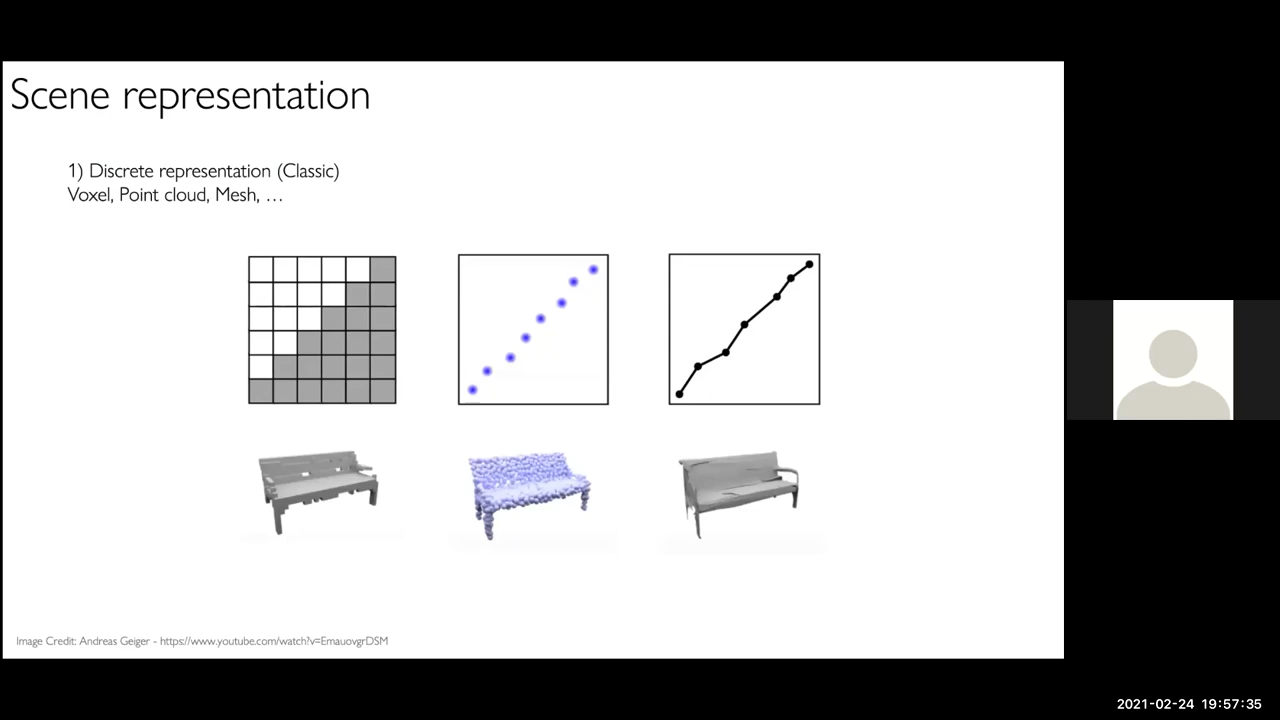 Scene representation
1) Discrete representation (Classic)
Voxel, Point cloud, Mesh, …
Image Credit: Andreas Geiger - https://www.youtube.com/watch?v=EmauovgrDSM
2021-02-24 19:57:35